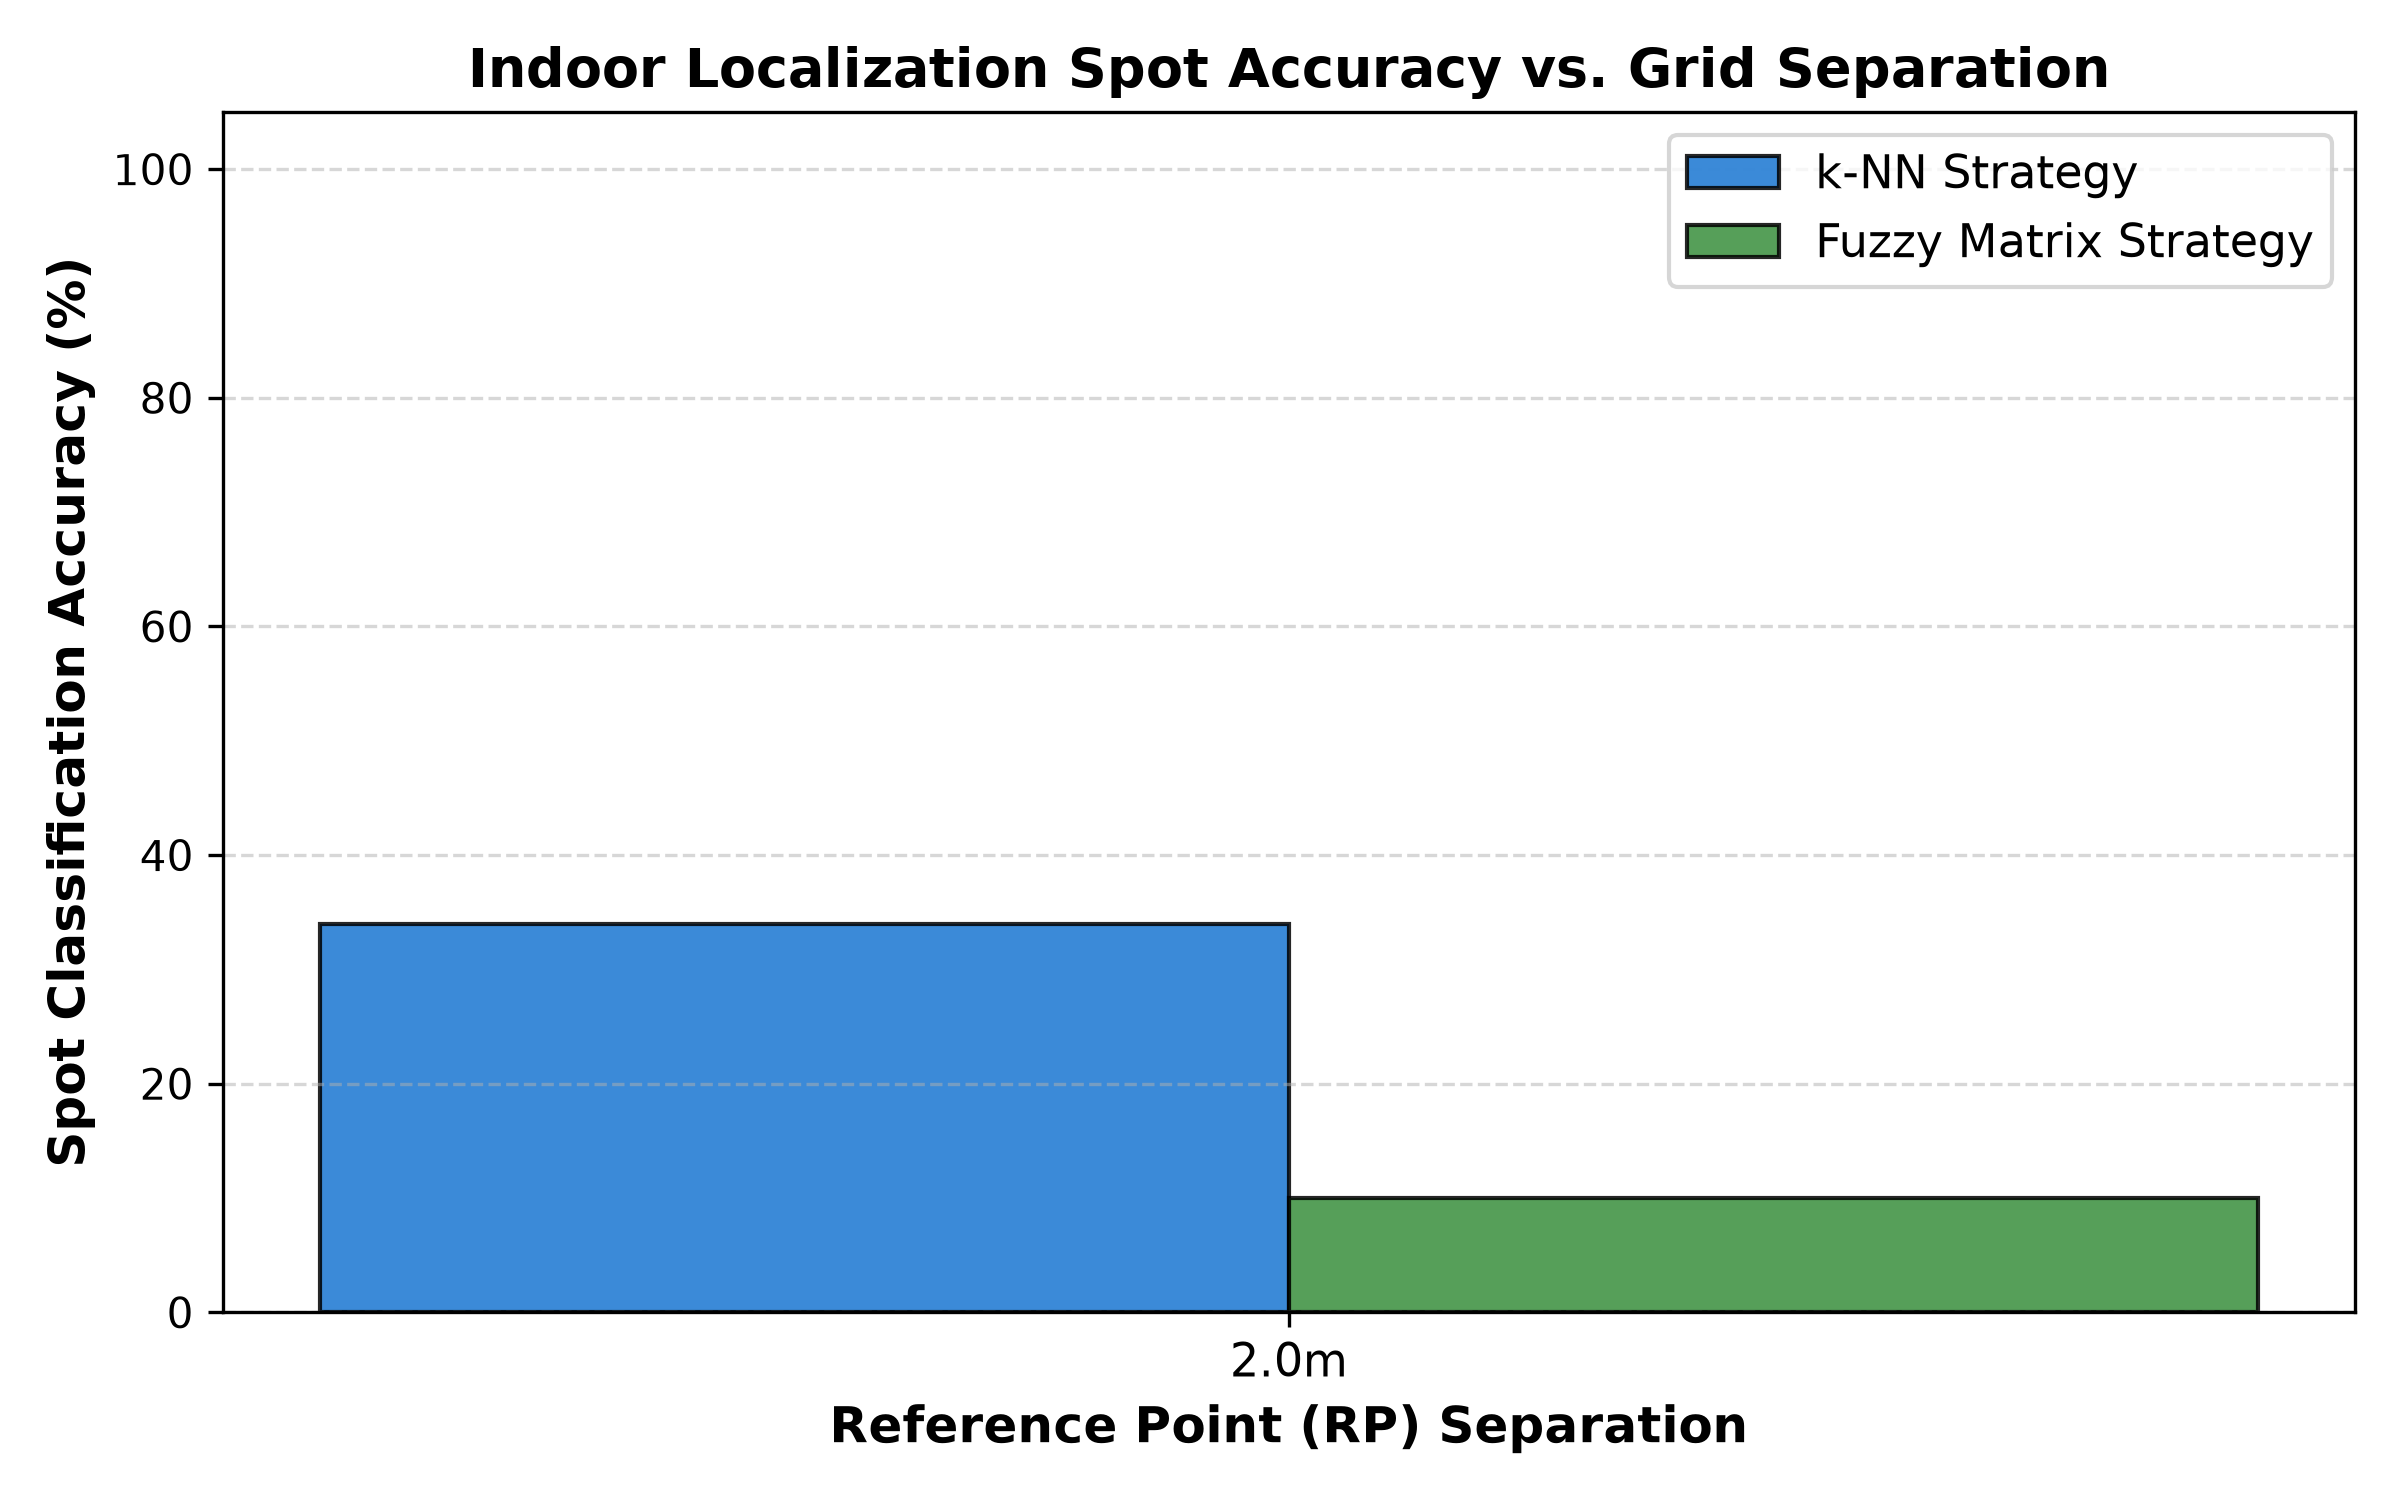 Indoor Localization Spot Accuracy vs. Grid Separation
k-NN Strategy
Fuzzy Matrix Strategy
Spot Classification Accuracy (%)
100
80
60
40
20
0
2.0m
Reference Point (RP) Separation